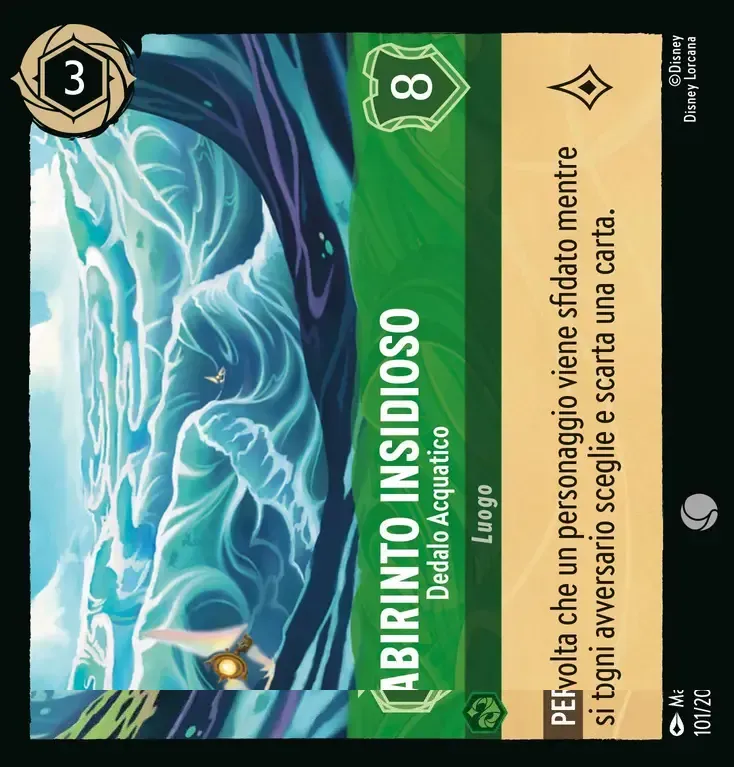 3
8
ABIRINTO INSIDIOSO
Dedalo Acquatico
Luogo
volta che un personaggio viene sfidato mentre
si ogni avversario sceglie e scarta una carta.
©Disney
Disney Lorcana
101/20